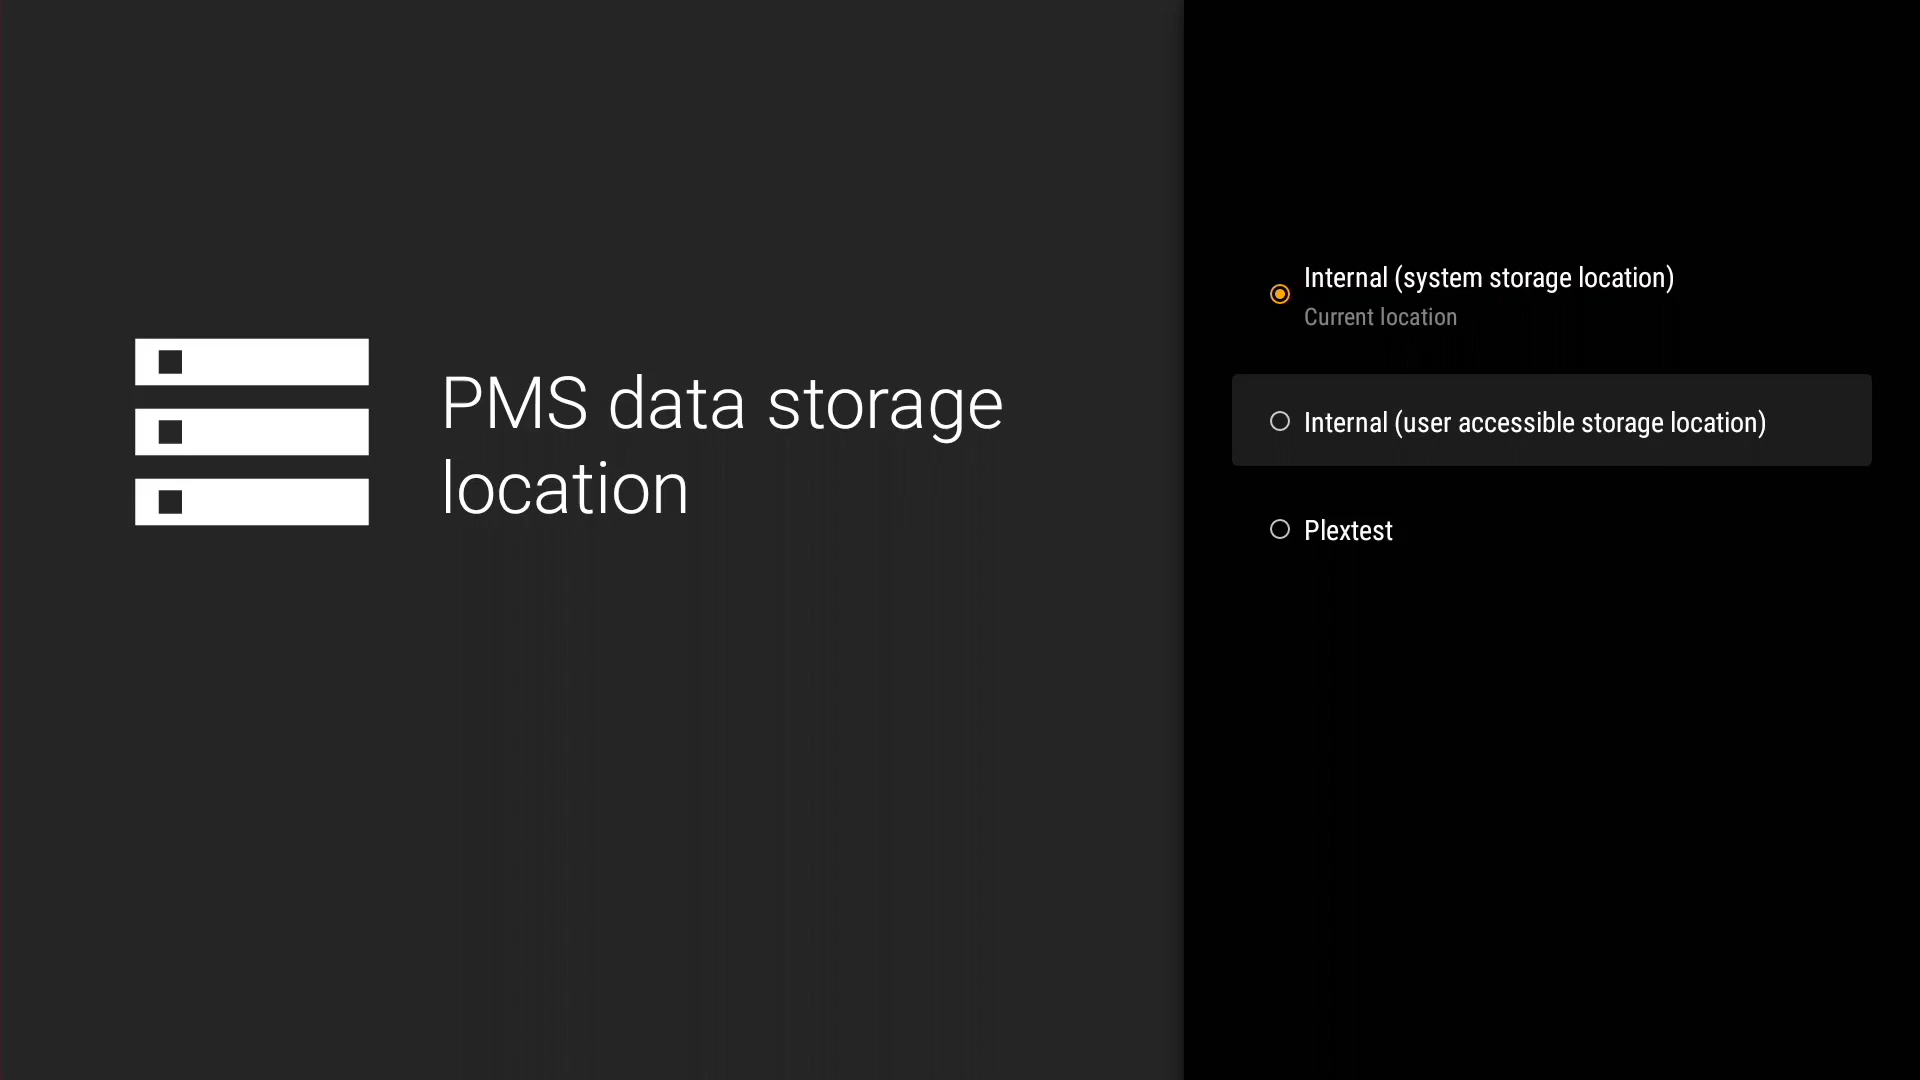 PMS data storage
location
Internal (system storage location)
Current location
Internal (user accessible storage location)
Plextest